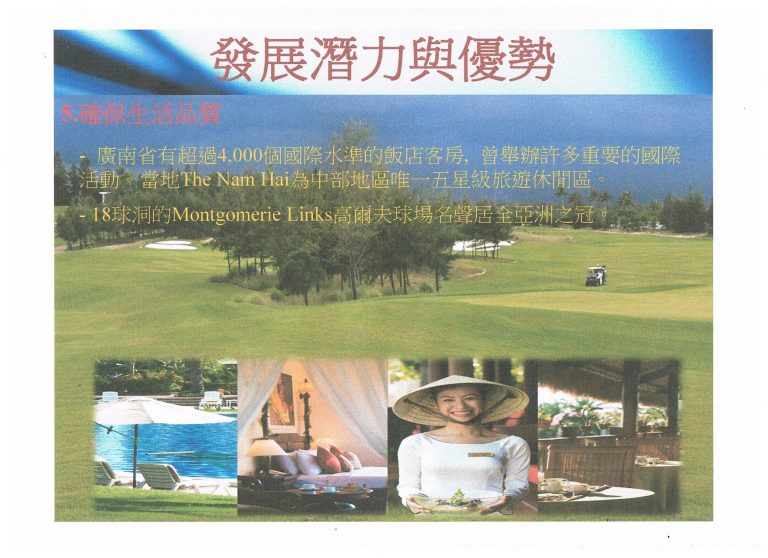 發展潛力與優勢
5.確保生活品質
- 廣南省有超過4,000個國際水準的飯店客房, 曾舉辦許多重要的國際
活動。當地The Nam Hai為中部地區唯一五星級旅遊休閒區。
- 18球洞的Montgomerie Links高爾夫球場名聲居全亞洲之冠。